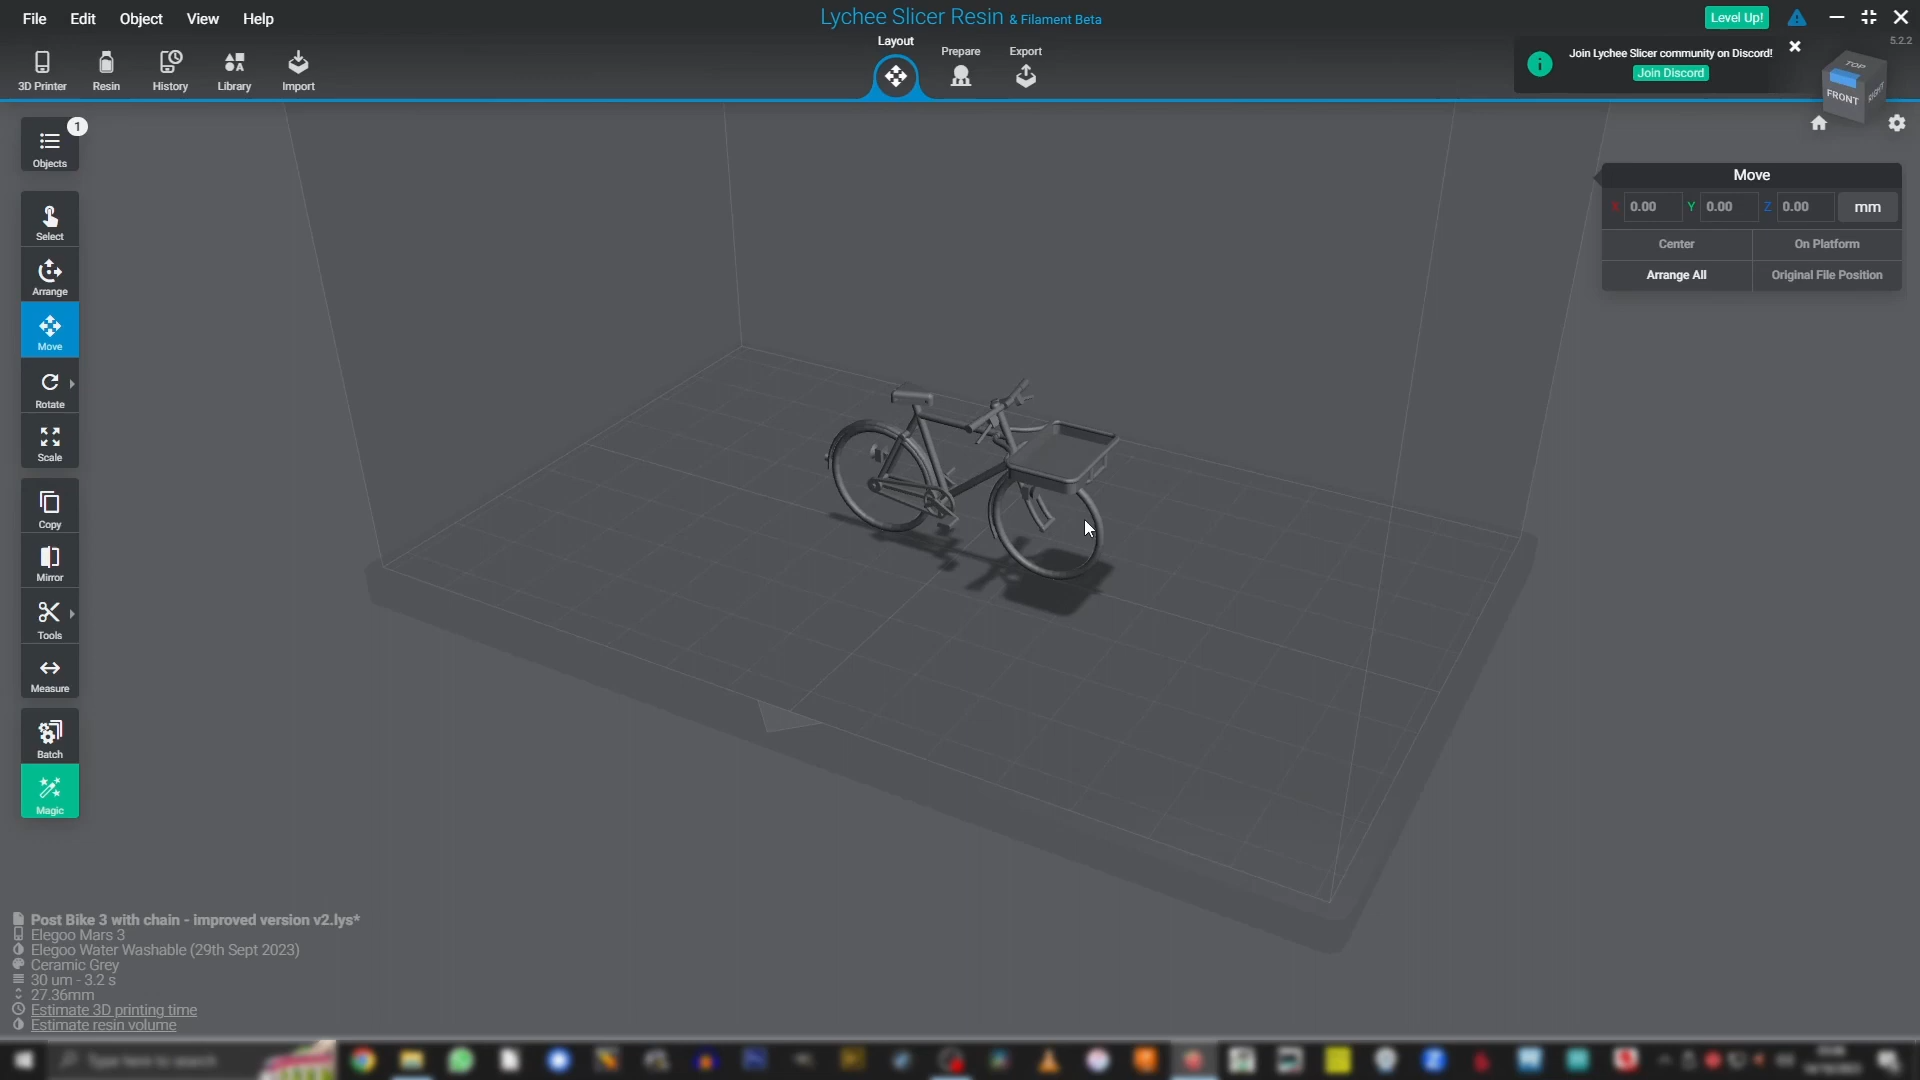 File Edit Object View Help
Lychee Slicer Resin & Filament Beta
Level Up!
5.2.2
3D Printer Resin History Library Import
Layout Prepare Export
Join Lychee Slicer community on Discord!
Join Discord
TOP
FRONT RIGHT
1
Objects
Select
Arrange
Move
Rotate
Scale
Copy
Mirror
Tools
Measure
Batch
Magic
Move
X 0.00 Y 0.00 Z 0.00 mm
Center On Platform
Arrange All Original File Position
Post Bike 3 with chain - improved version v2.lys*
Elegoo Mars 3
Elegoo Water Washable (29th Sept 2023)
Ceramic Grey
30 um - 3.2 s
27.36mm
Estimate 3D printing time
Estimate resin volume
Type here to search